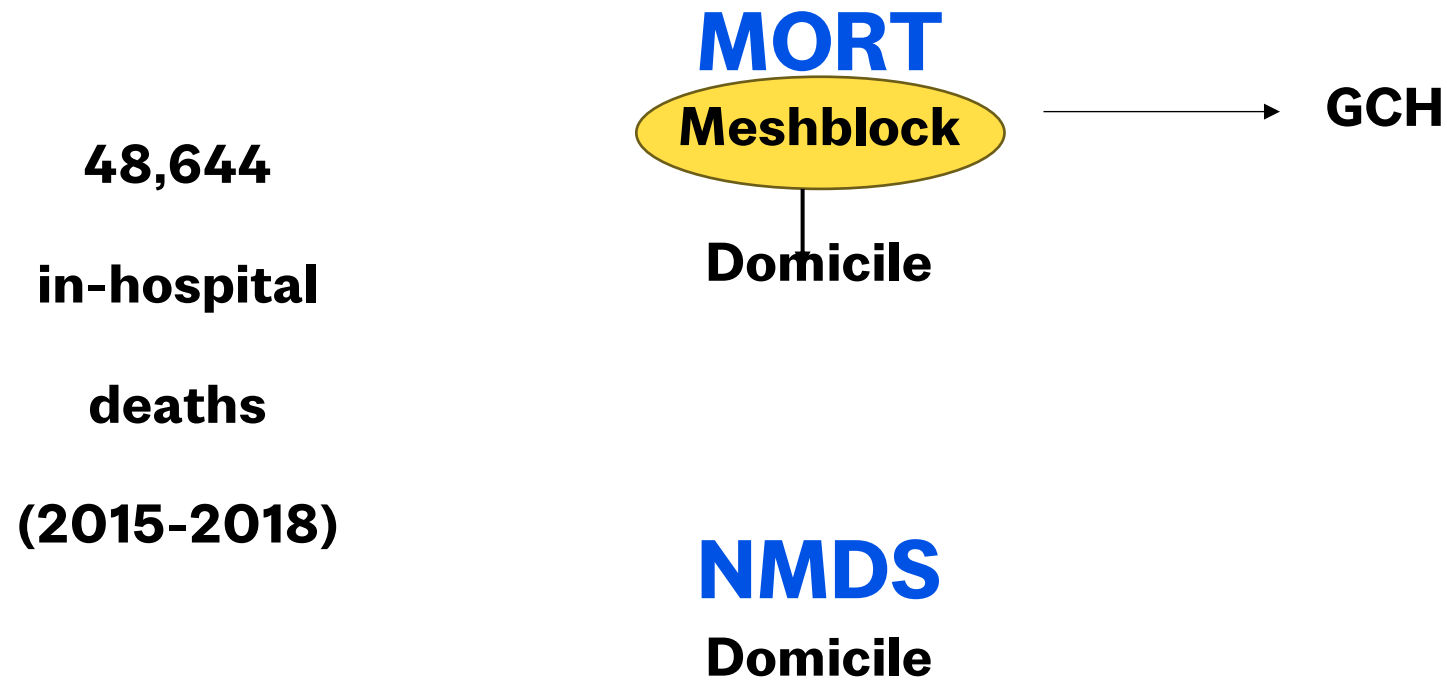 48,644
in-hospital
deaths
(2015-2018)
MORT
Meshblock
Domicile
GCH
NMDS
Domicile